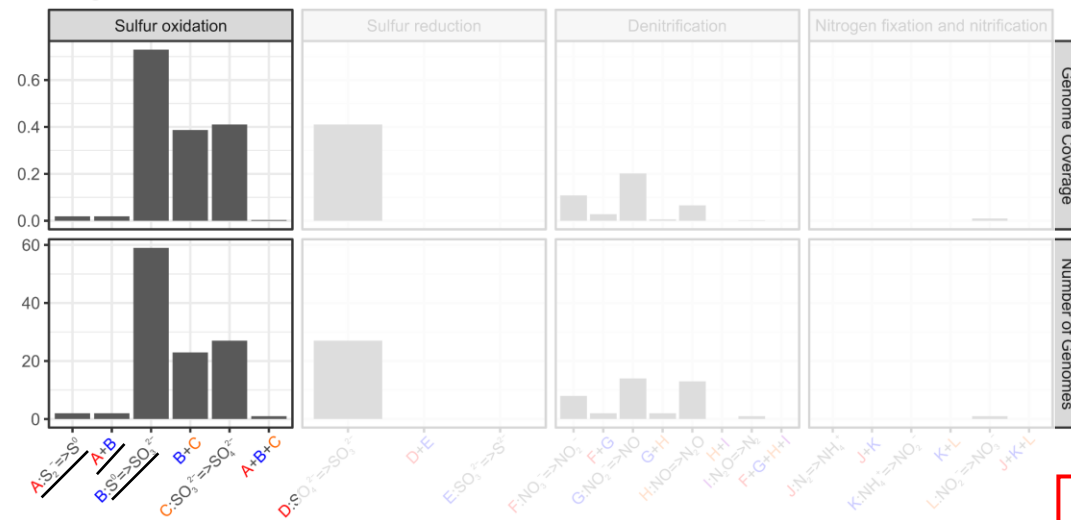 Sulfur oxidation
Sulfur reduction
Denitrification
Nitrogen fixation and nitrification
0.6
0.4
0.2
0.0
Genome Coverage
60
40
20
0
Number of Genomes
A:S₂⁻=>S⁰
A+B
B:S⁰=>SO₃²⁻
B+C
C:SO₃²⁻=>SO₄²⁻
A+B+C
D:SO₄²⁻=>SO₃²⁻
D+E
E:SO₃²⁻=>S⁰⁻
F:NO₃⁻=>NO₂⁻
F+G
G:NO₂⁻=>NO
G+H
H:NO=>N₂O
H+I
I:N₂O=>N₂
F+G+H+I
J:N₂=>NH₄⁺
J+K
K:NH₄⁺=>NO₂⁻
K+L
L:NO₂⁻=>NO₃⁻
J+K+L